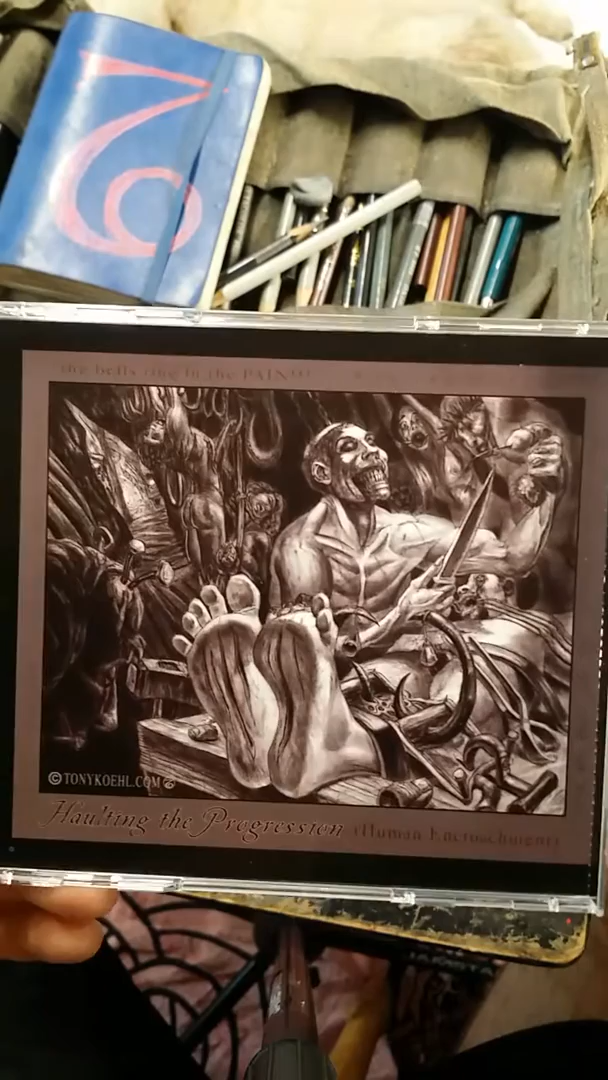 the bells ring in the PAIN!!!
©TONYKOEHL.COM
Haulting the Progression (Human Encroachment)